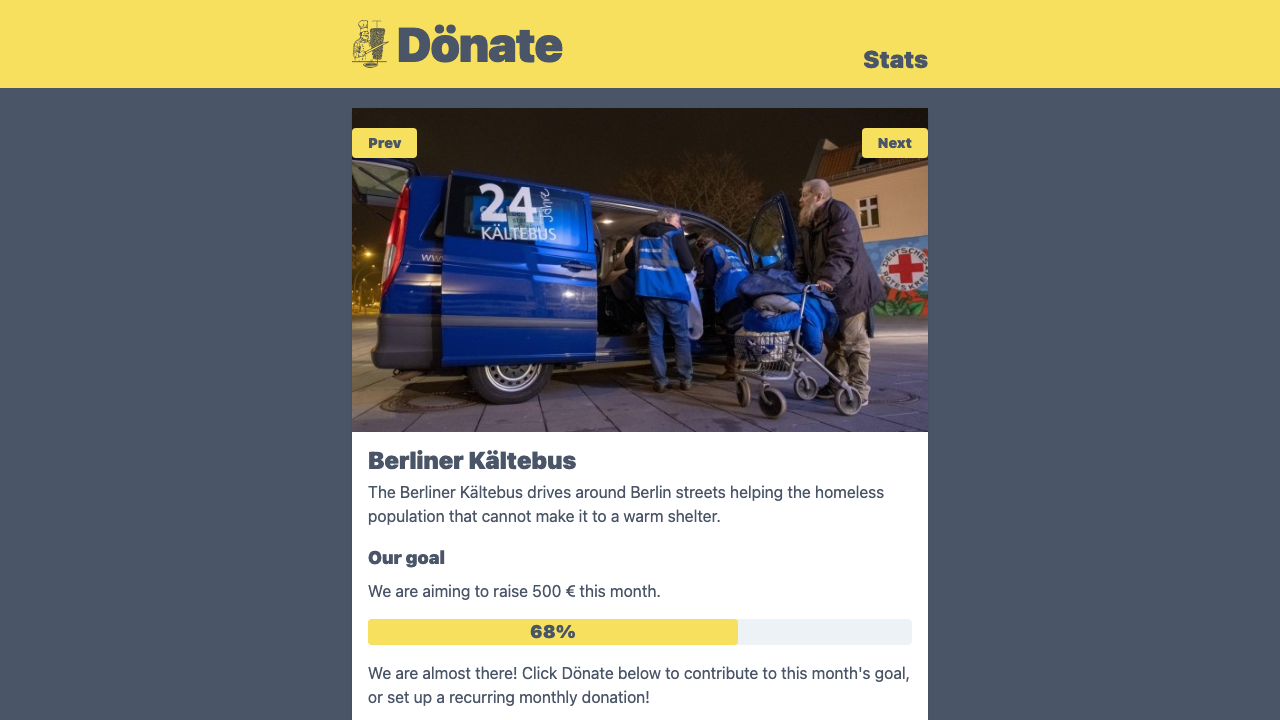 Dönate
Stats
Prev
Next
24
Jahre
KÄLTEBUS
DEUTSCHES
Berliner Kältebus
The Berliner Kältebus drives around Berlin streets helping the homeless
population that cannot make it to a warm shelter.
Our goal
We are aiming to raise 500 € this month.
68%
We are almost there! Click Dönate below to contribute to this month's goal,
or set up a recurring monthly donation!